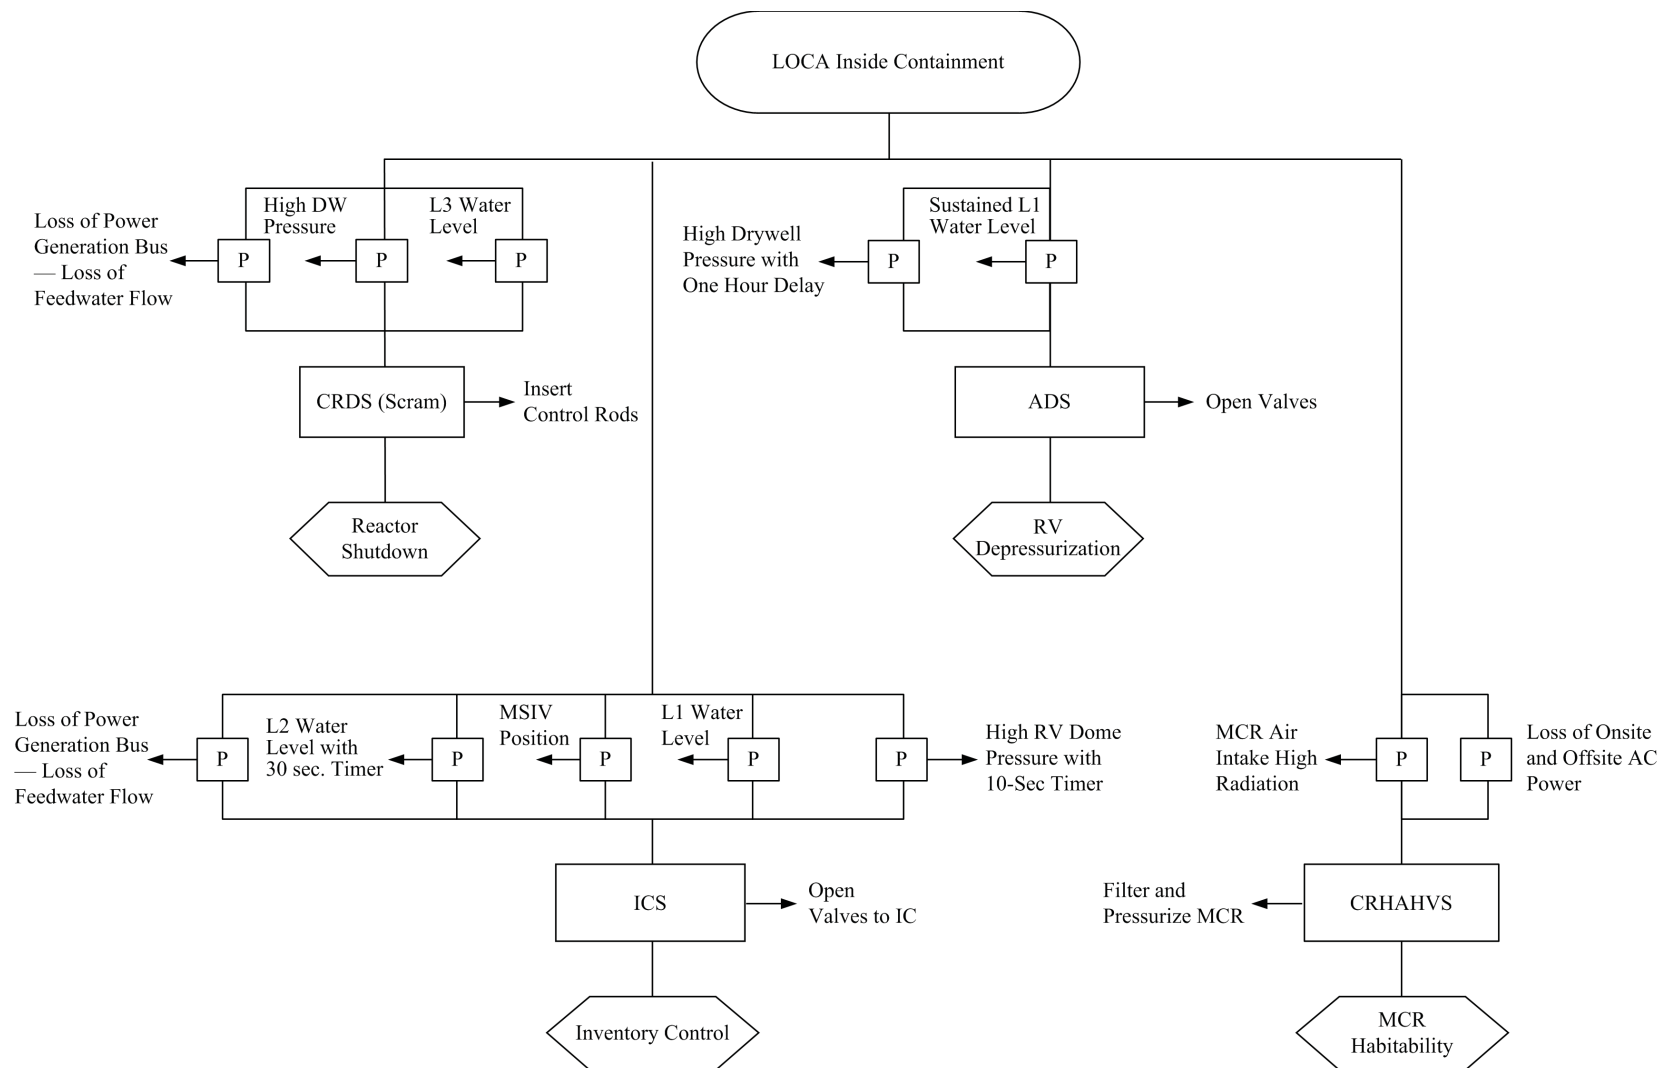 LOCA Inside Containment
Loss of Power
Generation Bus
— Loss of
Feedwater Flow
P
High DW
Pressure
P
L3 Water
Level
P
High Drywell
Pressure with
One Hour Delay
P
Sustained L1
Water Level
P
CRDS (Scram)
Insert
Control Rods
ADS
Open Valves
Reactor
Shutdown
RV
Depressurization
Loss of Power
Generation Bus
— Loss of
Feedwater Flow
P
L2 Water
Level with
30 sec. Timer
P
MSIV
Position
P
L1 Water
Level
P
P
High RV Dome
Pressure with
10-Sec Timer
MCR Air
Intake High
Radiation
P
P
Loss of Onsite
and Offsite AC
Power
ICS
Open
Valves to IC
Filter and
Pressurize MCR
CRHAHVS
Inventory Control
MCR
Habitability